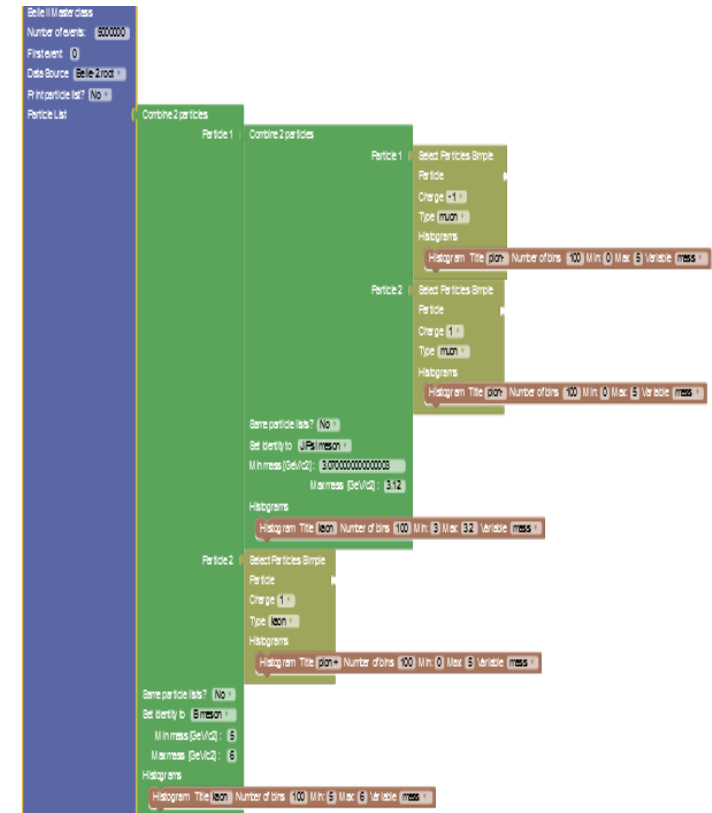 Belle II Masterclass
Number of events: 5000000
First event 0
Data Source Belle-2 root
Print particle list? No
Particle List Combine 2 particles
Particle 1 Combine 2 particles
Particle 1 Select Particles Simple
Particle
Charge -1
Type muon
Histograms
Histogram Title pion- Number of bins 100 Min: 0 Max: 5 Variable mass
Particle 2 Select Particles Simple
Particle
Charge 1
Type muon
Histograms
Histogram Title pion+ Number of bins 100 Min: 0 Max: 5 Variable mass
Same particle lists? No
Set identity to J/Psi meson
Min mass [GeV/c2] : 3.0700000000000003
Max mass [GeV/c2] : 3.12
Histograms
Histogram Title kaon Number of bins 100 Min: 3 Max: 3.2 Variable mass
Particle 2 Select Particles Simple
Particle
Charge 1
Type kaon
Histograms
Histogram Title pion+ Number of bins 100 Min: 0 Max: 5 Variable mass
Same particle lists? No
Set identity to B meson
Min mass [GeV/c2] : 5
Max mass [GeV/c2] : 6
Histograms
Histogram Title kaon Number of bins 100 Min: 5 Max: 6 Variable mass